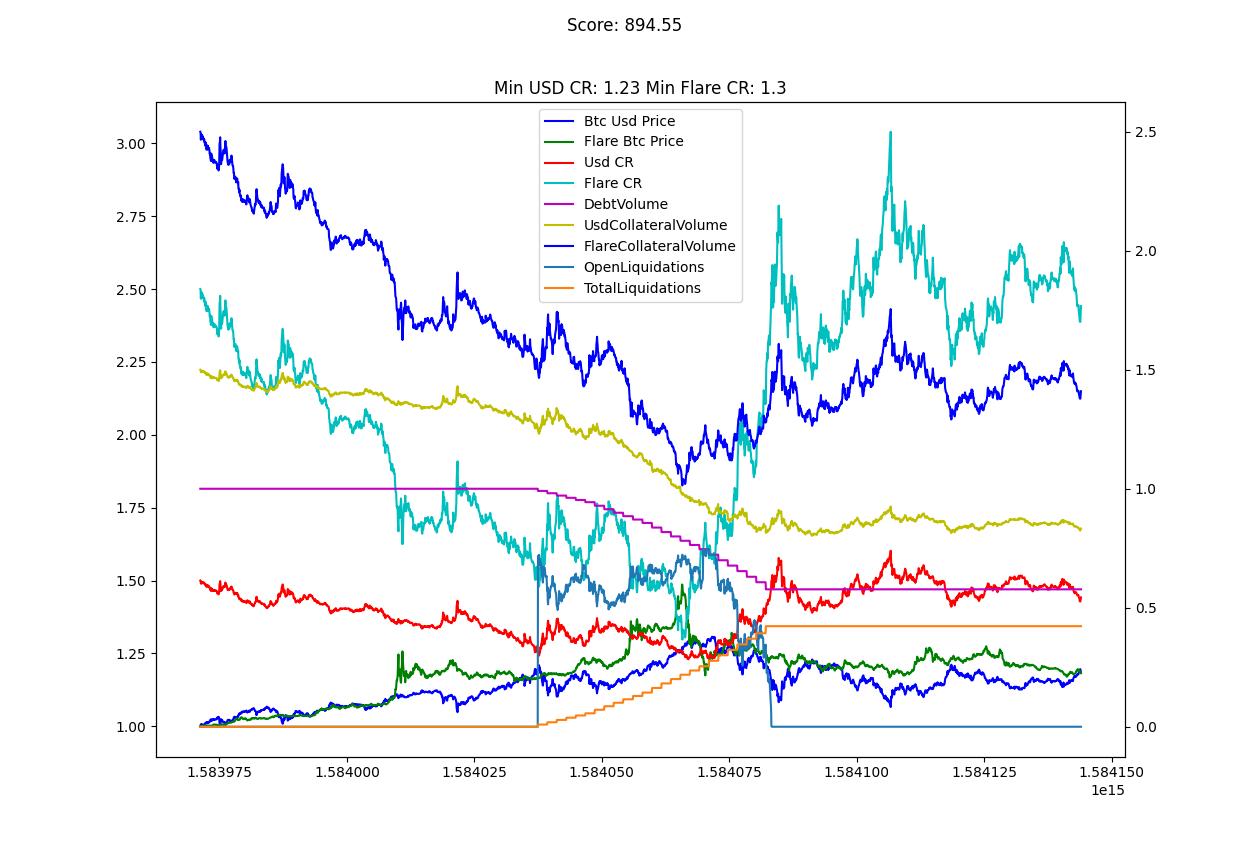 Score: 894.55
Min USD CR: 1.23 Min Flare CR: 1.3
Btc Usd Price
Flare Btc Price
Usd CR
Flare CR
DebtVolume
UsdCollateralVolume
FlareCollateralVolume
OpenLiquidations
TotalLiquidations
3.00
2.75
2.50
2.25
2.00
1.75
1.50
1.25
1.00
2.5
2.0
1.5
1.0
0.5
0.0
1.583975 1.584000 1.584025 1.584050 1.584075 1.584100 1.584125 1.584150
1e15